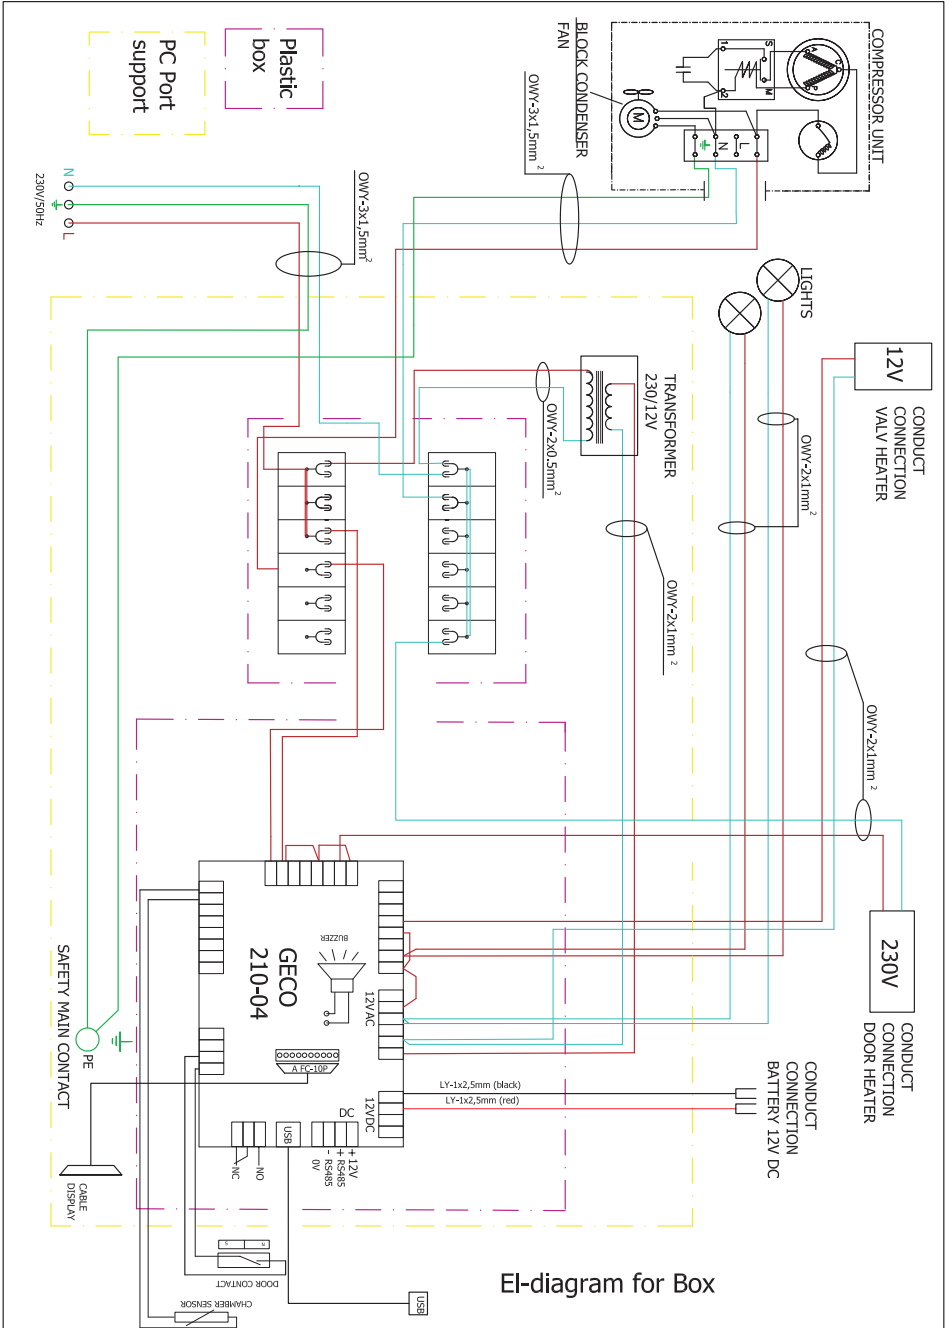 PC Port
support
Plastic
box
BLOCK CONDENSER
FAN
COMPRESSOR UNIT
1
2
S
M
A
C
P
M
N
L
OWY-3x1,5mm²
N
L
230V/50Hz
OWY-3x1,5mm²
LIGHTS
12V
CONDUCT
CONNECTION
VALV HEATER
TRANSFORMER
230/12V
OWY-2x0.5mm²
OWY-2x1mm²
OWY-2x1mm²
OWY-2x1mm²
230V
CONDUCT
CONNECTION
DOOR HEATER
GECO
210-04
BUZZER
12V AC
A FC-10P
12VDC
DC
USB
+ 12V
+ RS485
- RS485
0V
NO
NC
SAFETY MAIN CONTACT
PE
LY-1x2,5mm (black)
LY-1x2,5mm (red)
CONDUCT
CONNECTION
BATTERY 12V DC
CABLE
DISPLAY
S
DOOR CONTACT
CHAMBER SENSOR
USB
El-diagram for Box